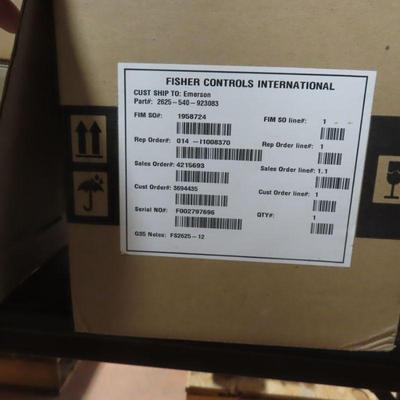 FISHER CONTROLS INTERNATIONAL
CUST SHIP TO: Emerson
Part#: 2625-540-923083
FIM SO#: 1958724 FIM SO line#: 1
Rep Order#: 014-I1008370 Rep Order line#: 1
Sales Order#: 4215693 Sales Order line#: 1.1
Cust Order#: 3694435 Cust Order line#: 1
Serial NO#: F002797696 QTY#: 1
G35 Notes: FS2625-12